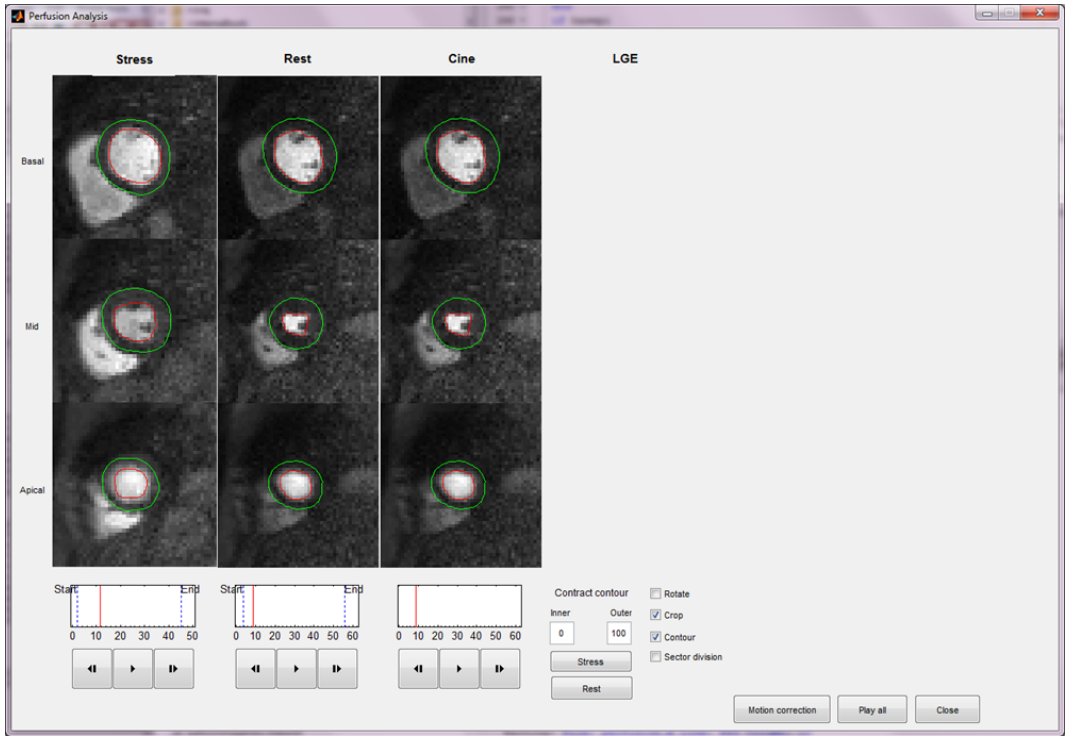 Perfusion Analysis
Stress Rest Cine LGE
Basal
Mid
Apical
Start End Start End
0 10 20 30 40 50 0 10 20 30 40 50 60 0 10 20 30 40 50 60
Contract contour
Inner Outer
0 100
Stress
Rest
Rotate
Crop
Contour
Sector division
Motion correction Play all Close